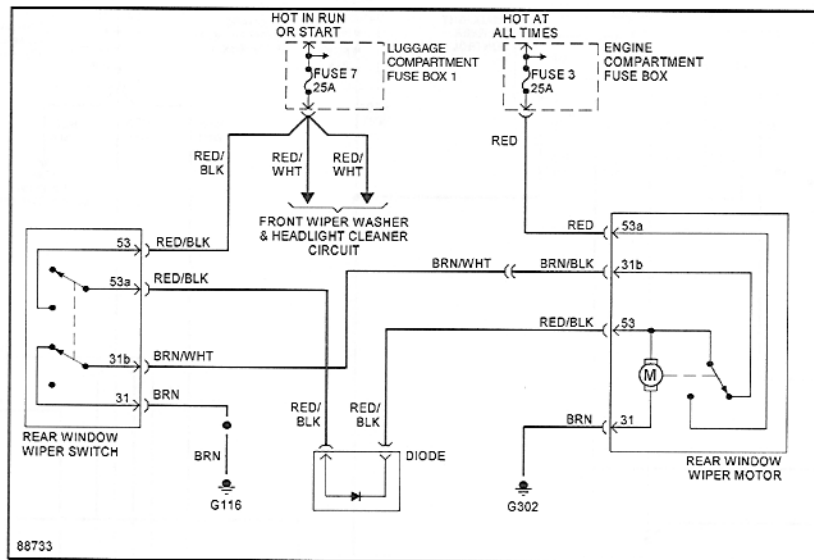 HOT IN RUN
OR START
LUGGAGE
COMPARTMENT
FUSE BOX 1
FUSE 7
25A
HOT AT
ALL TIMES
ENGINE
COMPARTMENT
FUSE BOX
FUSE 3
25A
RED/
BLK
RED/
WHT
RED/
WHT
RED
FRONT WIPER WASHER
& HEADLIGHT CLEANER
CIRCUIT
53
RED/BLK
53a
RED/BLK
31b
BRN/WHT
31
BRN
REAR WINDOW
WIPER SWITCH
BRN
G116
BRN/WHT
BRN/BLK
RED
53a
31b
RED/BLK
53
M
BRN
31
RED/
BLK
RED/
BLK
DIODE
G302
REAR WINDOW
WIPER MOTOR
88733